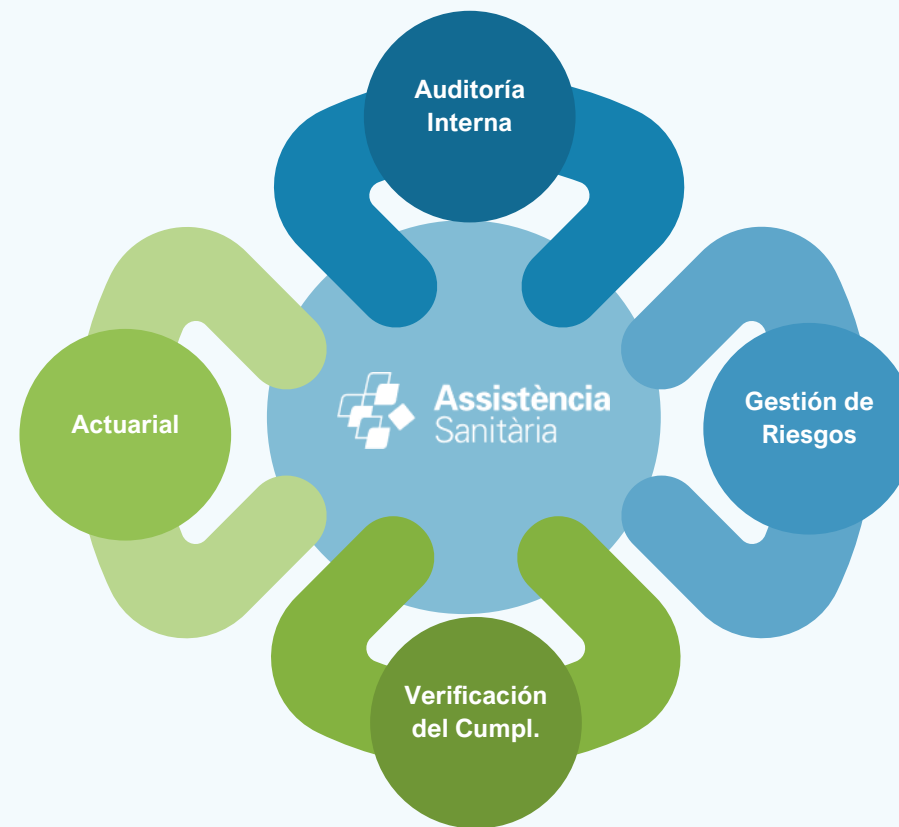 Auditoría
Interna
Actuarial
Assistència
Sanitària
Gestión de
Riesgos
Verificación
del Cumpl.